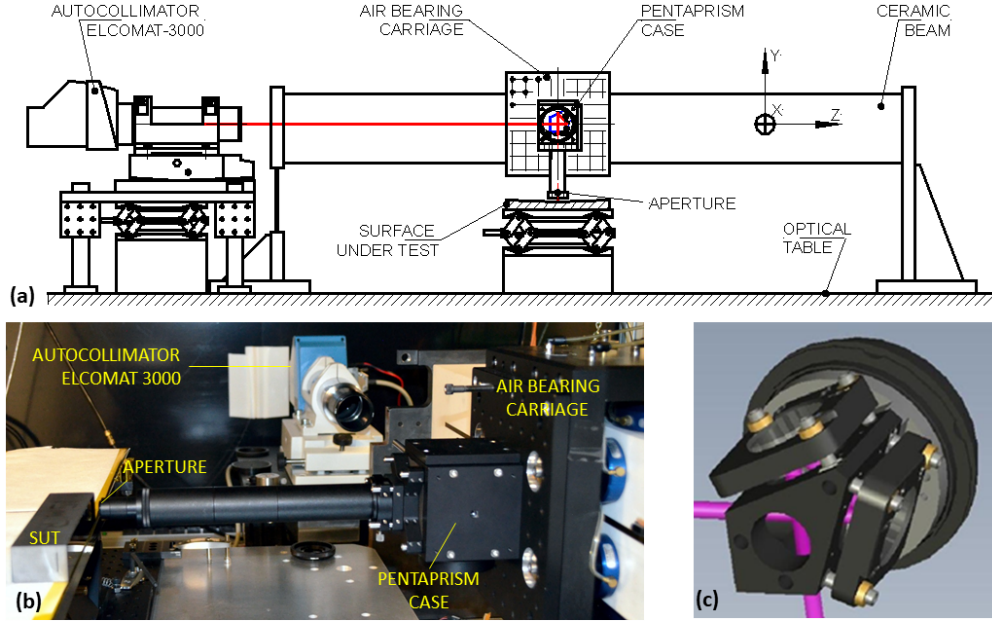 AUTOCOLLIMATOR
ELCOMAT-3000
AIR BEARING
CARRIAGE
PENTAPRISM
CASE
CERAMIC
BEAM
Y
X
Z
APERTURE
SURFACE
UNDER TEST
OPTICAL
TABLE
(a)
AUTOCOLLIMATOR
ELCOMAT 3000
AIR BEARING
CARRIAGE
APERTURE
SUT
PENTAPRISM
CASE
(b)
(c)